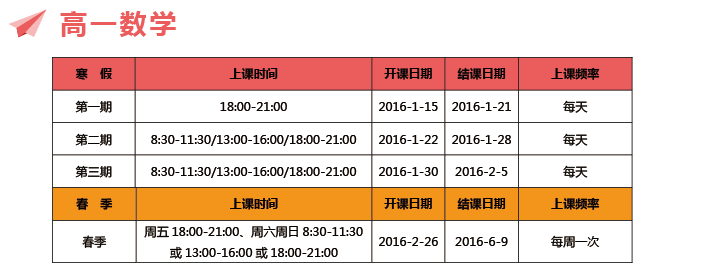 高一数学
寒 假 上课时间 开课日期 结课日期 上课频率
第一期 18:00-21:00 2016-1-15 2016-1-21 每天
第二期 8:30-11:30/13:00-16:00/18:00-21:00 2016-1-22 2016-1-28 每天
第三期 8:30-11:30/13:00-16:00/18:00-21:00 2016-1-30 2016-2-5 每天
春 季 上课时间 开课日期 结课日期 上课频率
春季 周五 18:00-21:00、周六周日 8:30-11:30 2016-2-26 2016-6-9 每周一次
或 13:00-16:00 或 18:00-21:00